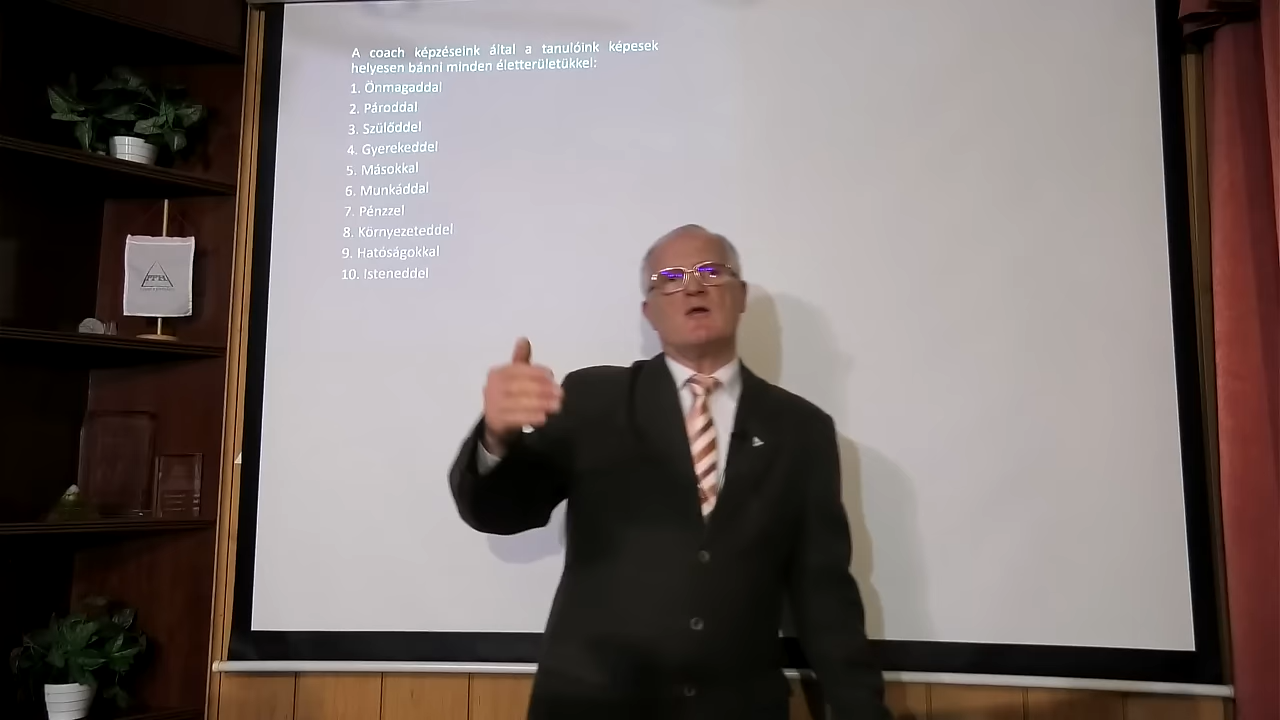 A coach képzéseink által a tanulóink képesek
helyesen bánni minden életterületükkel:
1. Önmagaddal
2. Pároddal
3. Szülőddel
4. Gyerekeddel
5. Másokkal
6. Munkáddal
7. Pénzzel
8. Környezeteddel
9. Hatóságokkal
10. Isteneddel